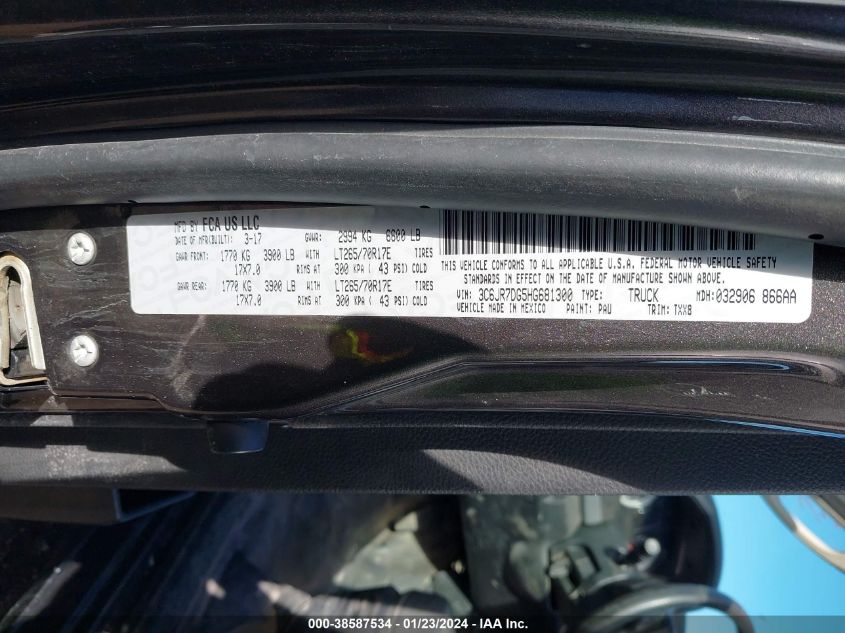 MFD BY FCA US LLC
DATE OF MFR(BUILT) 3-17 GVWR: 2994 KG 6600 LB
GAWR FRONT: 1770 KG 3900 LB WITH LT265/70R17E TIRES
17X7.0 RIMS AT 300 KPA ( 43 PSI) COLD
GAWR REAR: 1770 KG 3900 LB WITH LT265/70R17E TIRES
17X7.0 RIMS AT 300 KPA ( 43 PSI) COLD
THIS VEHICLE CONFORMS TO ALL APPLICABLE U.S.A. FEDERAL MOTOR VEHICLE SAFETY
STANDARDS IN EFFECT ON THE DATE OF MANUFACTURE SHOWN ABOVE.
VIN: 3C6JR7DG5HG681300 TYPE: TRUCK MDH:032906 866AA
VEHICLE MADE IN MEXICO PAINT: PAU TRIM: TXX8
000-38587534 / 01/23/2024 - IAA Inc.